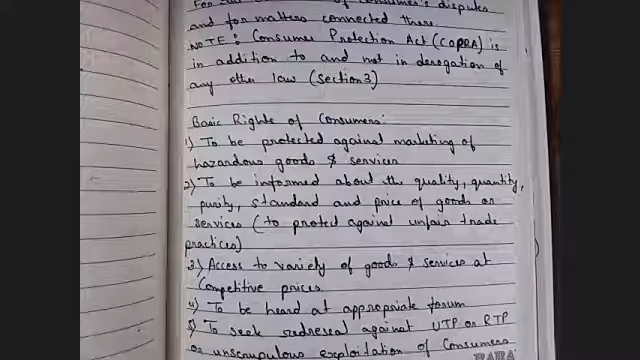 of Consumer's disputes
and for matters connected there.
NOTE: Consumer Protection Act (COPRA) is
in addition to and not in derogation of
any other law (Section 3)
Basic Rights of Consumers:
1) To be protected against marketing of
hazardous goods & services
2) To be informed about the quality, quantity,
purity, standard and price of goods or
services (to protect against unfair trade
practices)
3) Access to variety of goods & services at
Competitive prices.
4) To be heard at appropriate forum
5) To seek redressal against UTP or RTP
or unscrupulous exploitation of Consumers